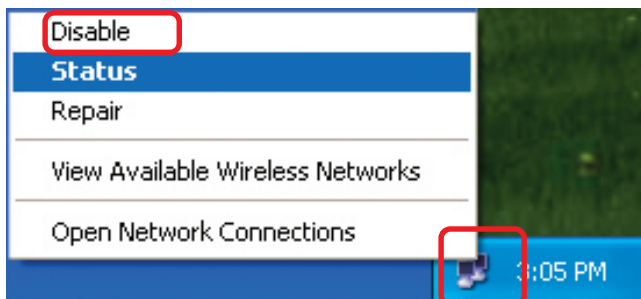 Disable
Status
Repair
View Available Wireless Networks
Open Network Connections
3:05 PM